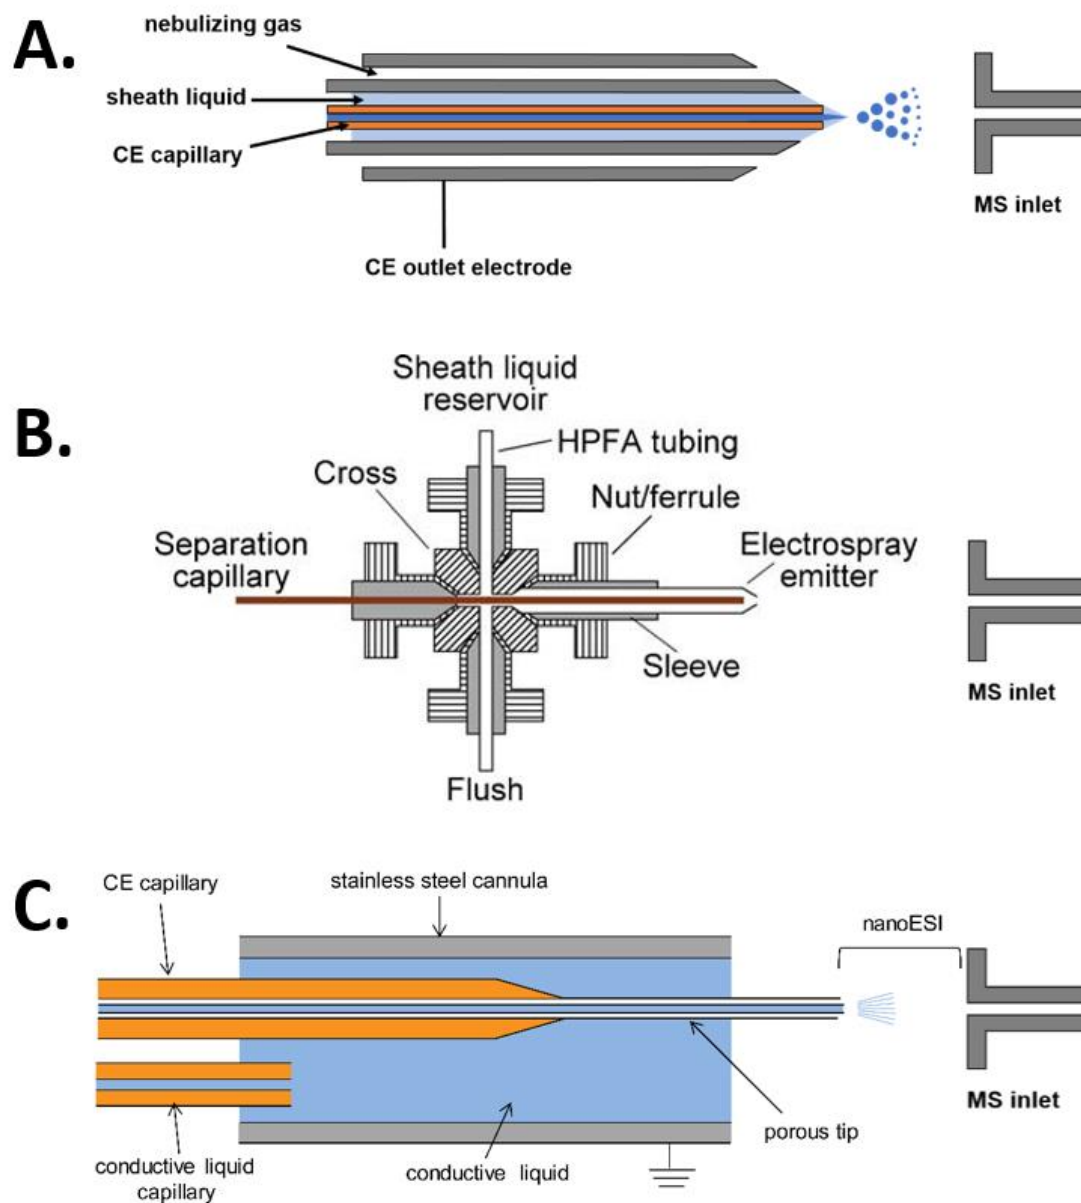 A.
nebulizing gas
sheath liquid
CE capillary
CE outlet electrode
MS inlet
B.
Sheath liquid
reservoir
HPFA tubing
Cross
Nut/ferrule
Separation
capillary
Electrospray
emitter
Sleeve
MS inlet
Flush
C.
CE capillary
stainless steel cannula
nanoESI
MS inlet
porous tip
conductive liquid
capillary
conductive liquid